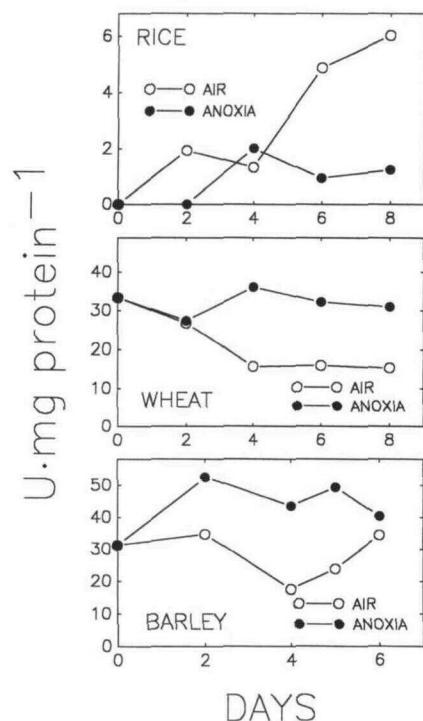 U·mg protein⁻¹
RICE
AIR
ANOXIA
6
4
2
0
0 2 4 6 8
WHEAT
AIR
ANOXIA
40
30
20
10
0
0 2 4 6 8
BARLEY
AIR
ANOXIA
50
40
30
20
10
0
0 2 4 6
DAYS